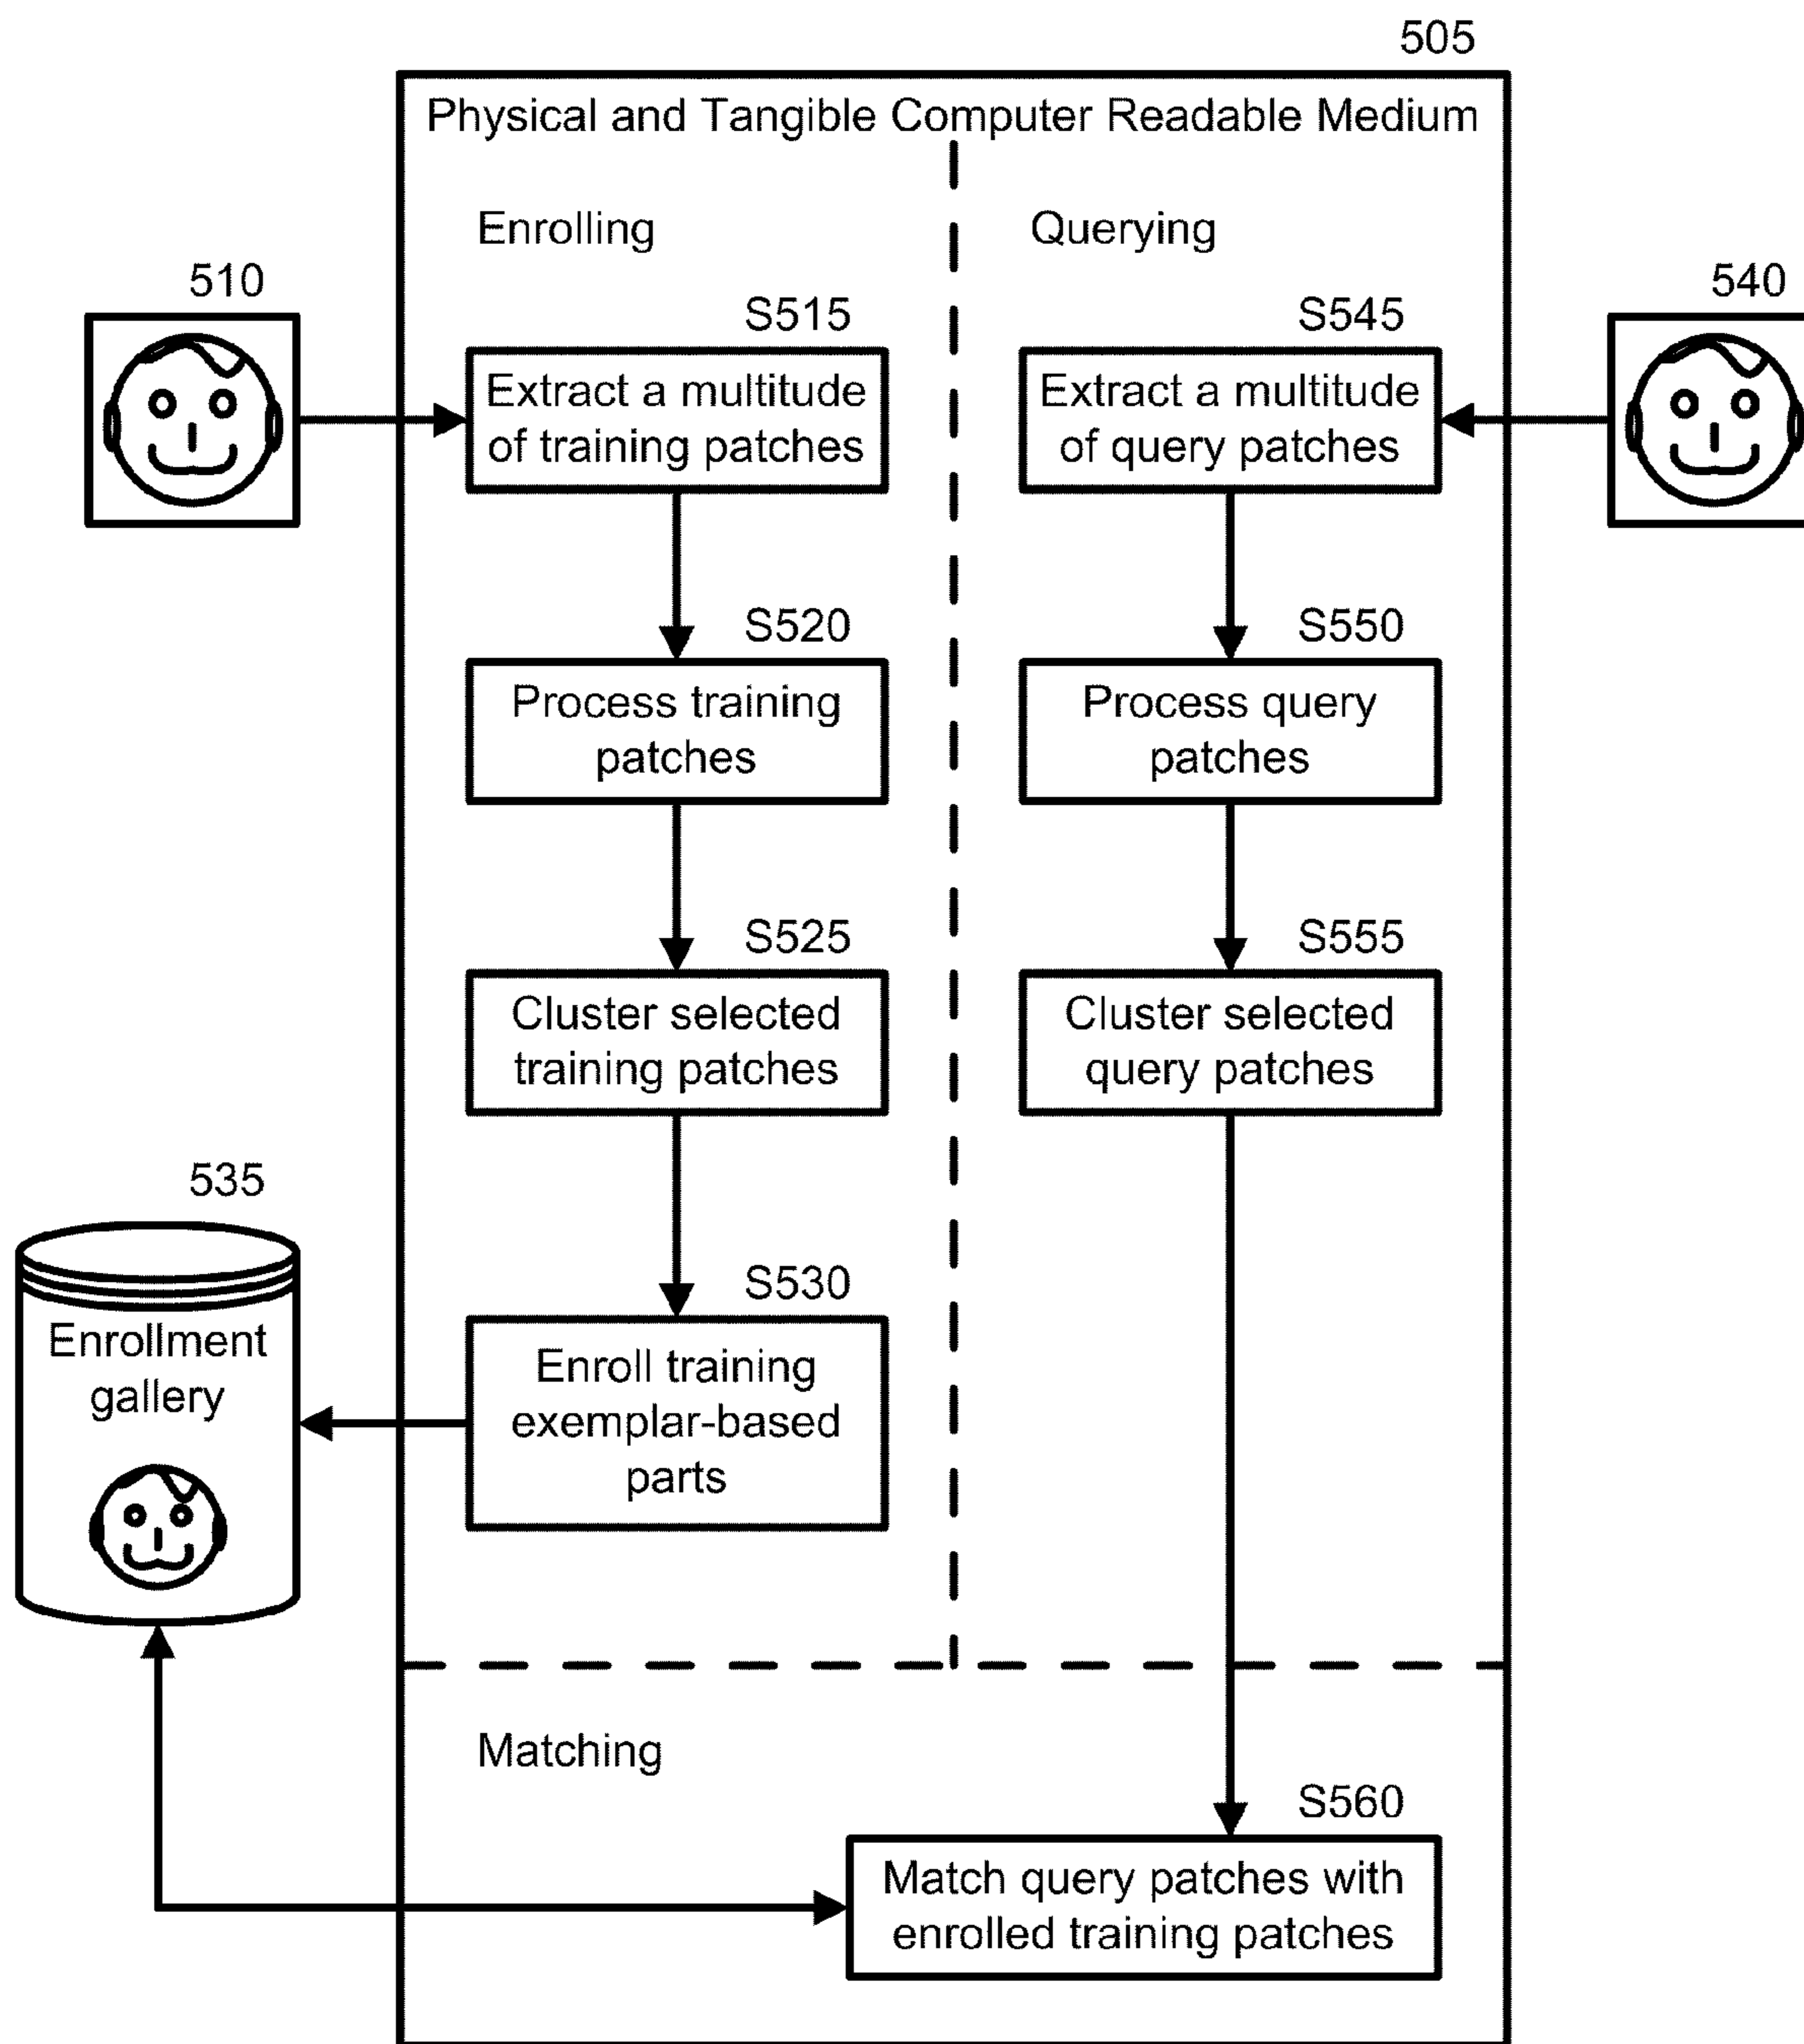 505
Physical and Tangible Computer Readable Medium
Enrolling
Querying
510
540
S515
Extract a multitude
of training patches
S545
Extract a multitude
of query patches
S520
Process training
patches
S550
Process query
patches
S525
Cluster selected
training patches
S555
Cluster selected
query patches
535
Enrollment
gallery
S530
Enroll training
exemplar-based
parts
Matching
S560
Match query patches with
enrolled training patches